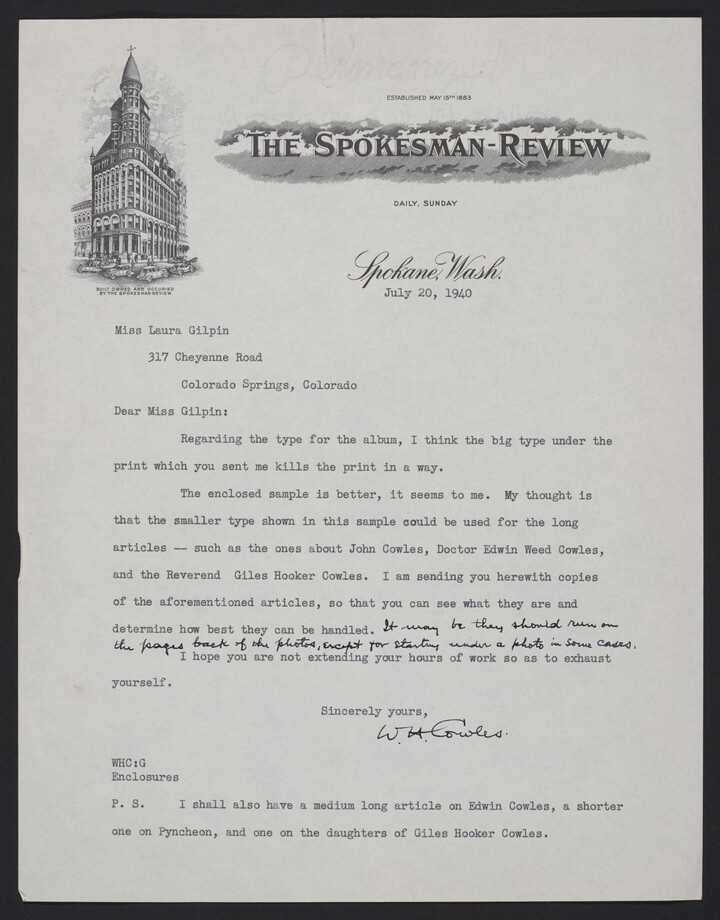 ESTABLISHED MAY 15TH 1883
THE SPOKESMAN-REVIEW
DAILY, SUNDAY
BUILT OWNED AND OCCUPIED
BY THE SPOKESMAN-REVIEW
Spokane, Wash.
July 20, 1940
Miss Laura Gilpin
317 Cheyenne Road
Colorado Springs, Colorado
Dear Miss Gilpin:
Regarding the type for the album, I think the big type under the
print which you sent me kills the print in a way.
The enclosed sample is better, it seems to me. My thought is
that the smaller type shown in this sample could be used for the long
articles -- such as the ones about John Cowles, Doctor Edwin Weed Cowles,
and the Reverend Giles Hooker Cowles. I am sending you herewith copies
of the aforementioned articles, so that you can see what they are and
determine how best they can be handled. It may be they should run on
the pages back of the photos, except for starting under a photo in some cases.
I hope you are not extending your hours of work so as to exhaust
yourself.
Sincerely yours,
W. H. Cowles.
WHC:G
Enclosures
P. S. I shall also have a medium long article on Edwin Cowles, a shorter
one on Pyncheon, and one on the daughters of Giles Hooker Cowles.